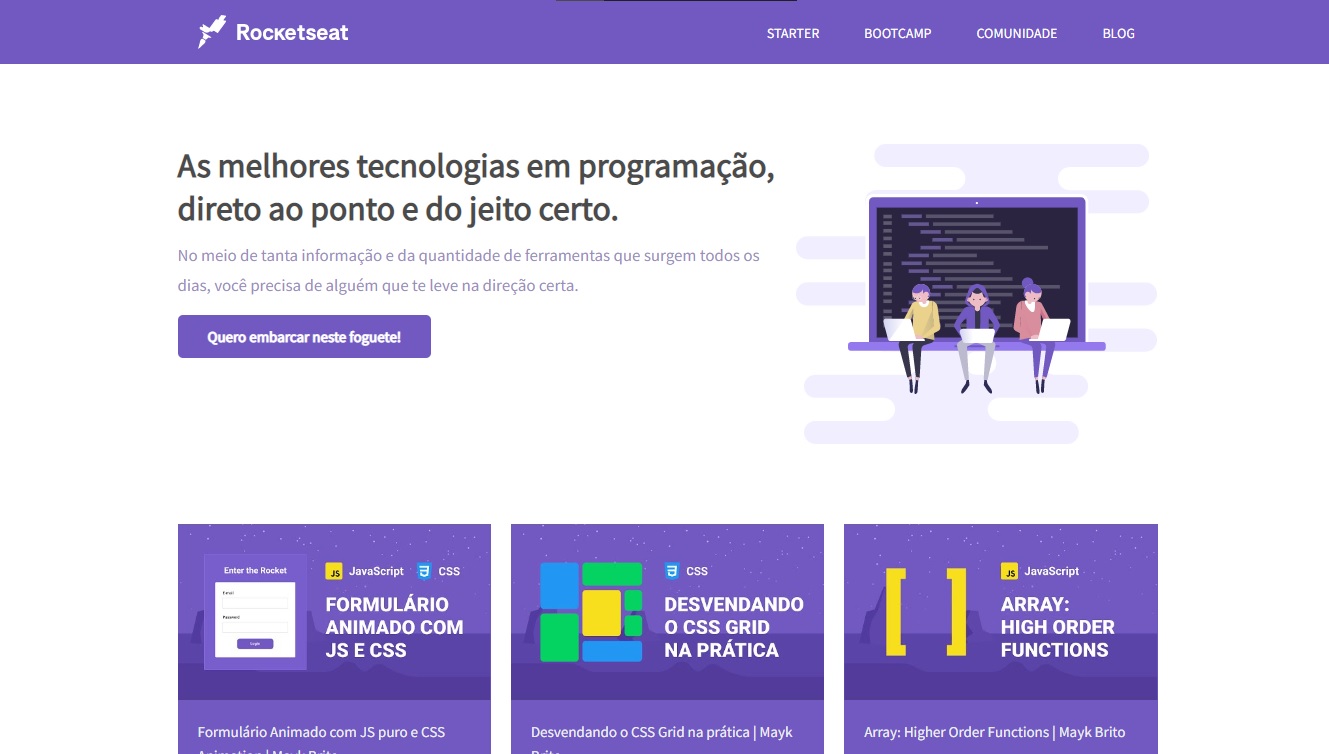 Rocketseat
STARTER BOOTCAMP COMUNIDADE BLOG
As melhores tecnologias em programação,
direto ao ponto e do jeito certo.
No meio de tanta informação e da quantidade de ferramentas que surgem todos os
dias, você precisa de alguém que te leve na direção certa.
Quero embarcar neste foguete!
Enter the Rocket
Email
Password
Login
JS JavaScript CSS
FORMULÁRIO
ANIMADO COM
JS E CSS
Formulário Animado com JS puro e CSS
Animation | Mayk Brito
CSS
DESVENDANDO
O CSS GRID
NA PRÁTICA
Desvendando o CSS Grid na prática | Mayk
Brito
[ ]
JS JavaScript
ARRAY:
HIGH ORDER
FUNCTIONS
Array: Higher Order Functions | Mayk Brito